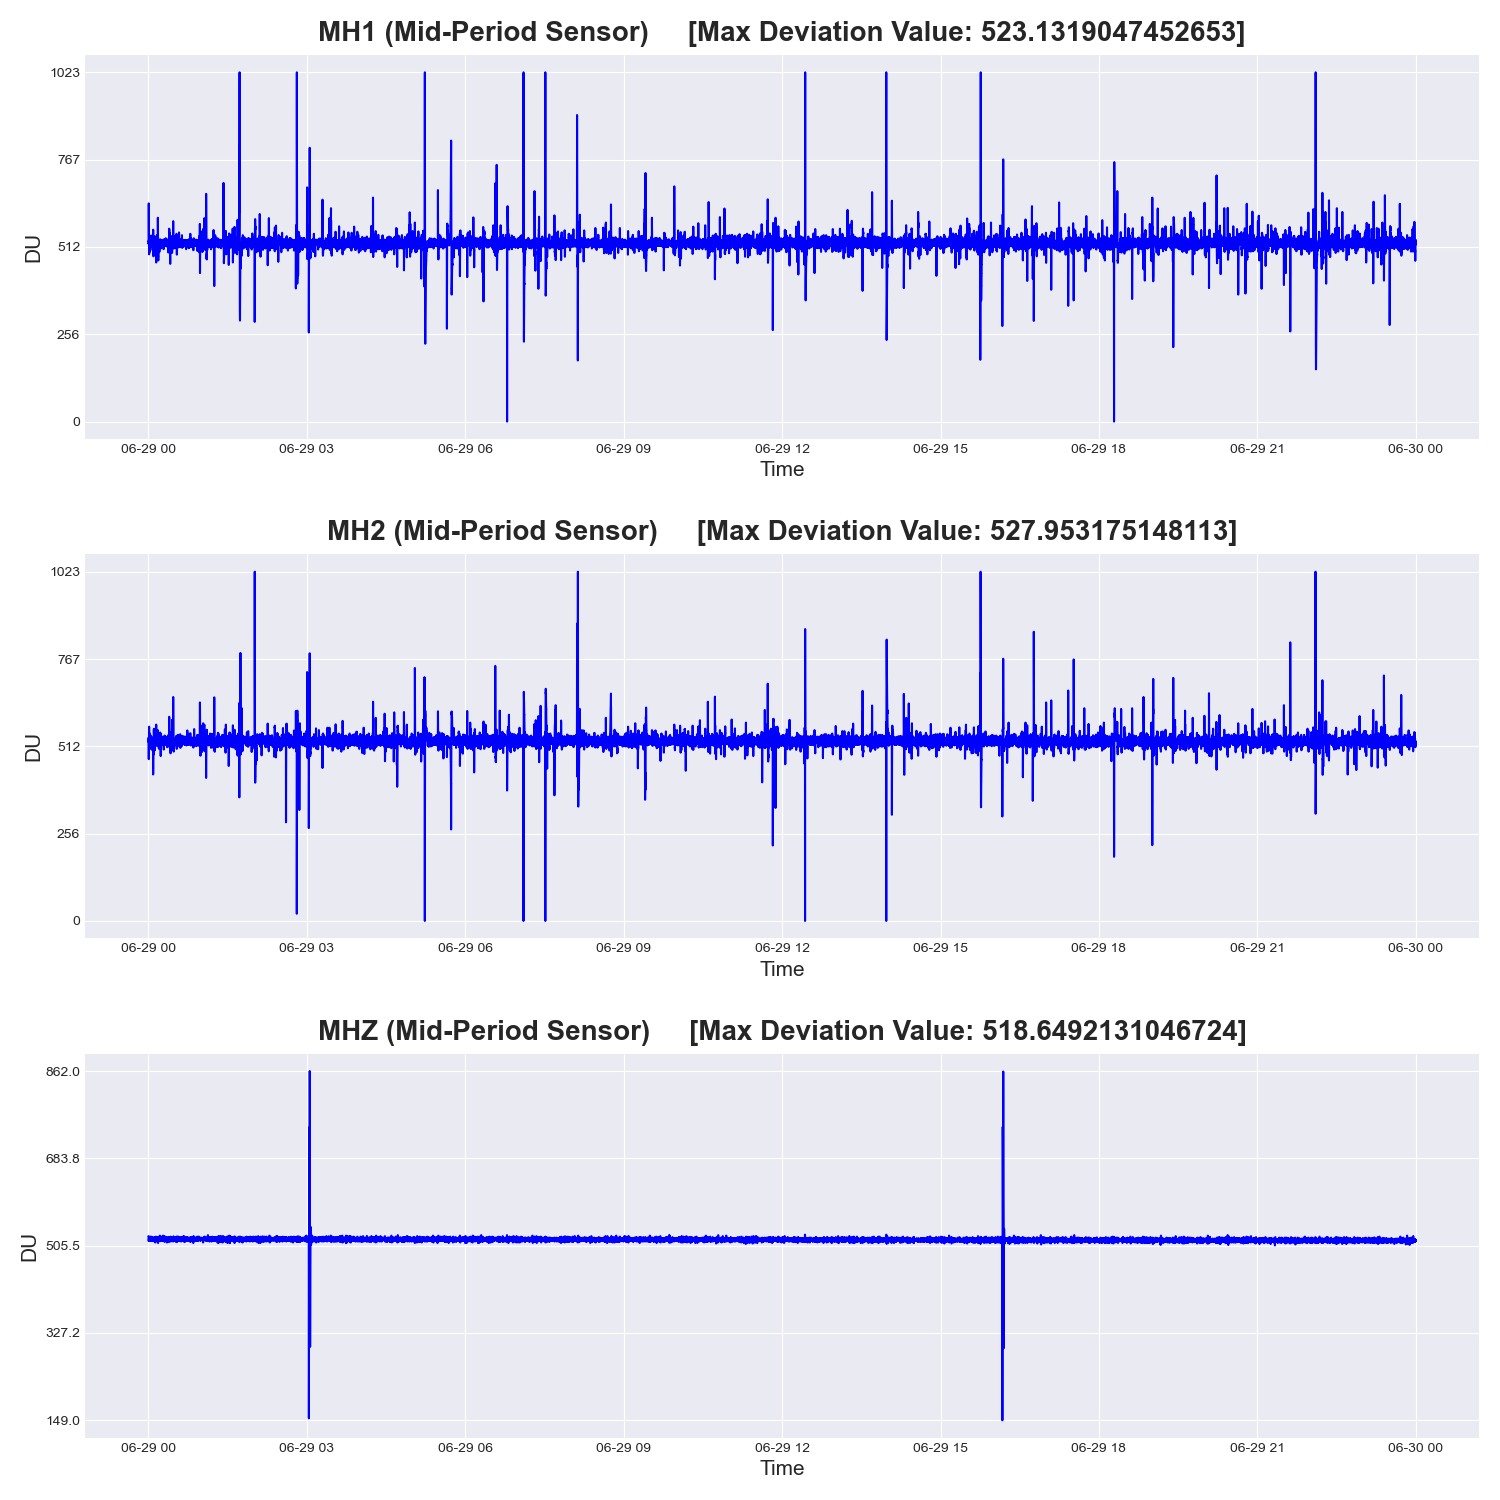 MH1 (Mid-Period Sensor) [Max Deviation Value: 523.1319047452653]
1023
767
512
256
0
DU
06-29 00 06-29 03 06-29 06 06-29 09 06-29 12 06-29 15 06-29 18 06-29 21 06-30 00
Time
MH2 (Mid-Period Sensor) [Max Deviation Value: 527.953175148113]
1023
767
512
256
0
DU
06-29 00 06-29 03 06-29 06 06-29 09 06-29 12 06-29 15 06-29 18 06-29 21 06-30 00
Time
MHZ (Mid-Period Sensor) [Max Deviation Value: 518.6492131046724]
862.0
683.8
505.5
327.2
149.0
DU
06-29 00 06-29 03 06-29 06 06-29 09 06-29 12 06-29 15 06-29 18 06-29 21 06-30 00
Time